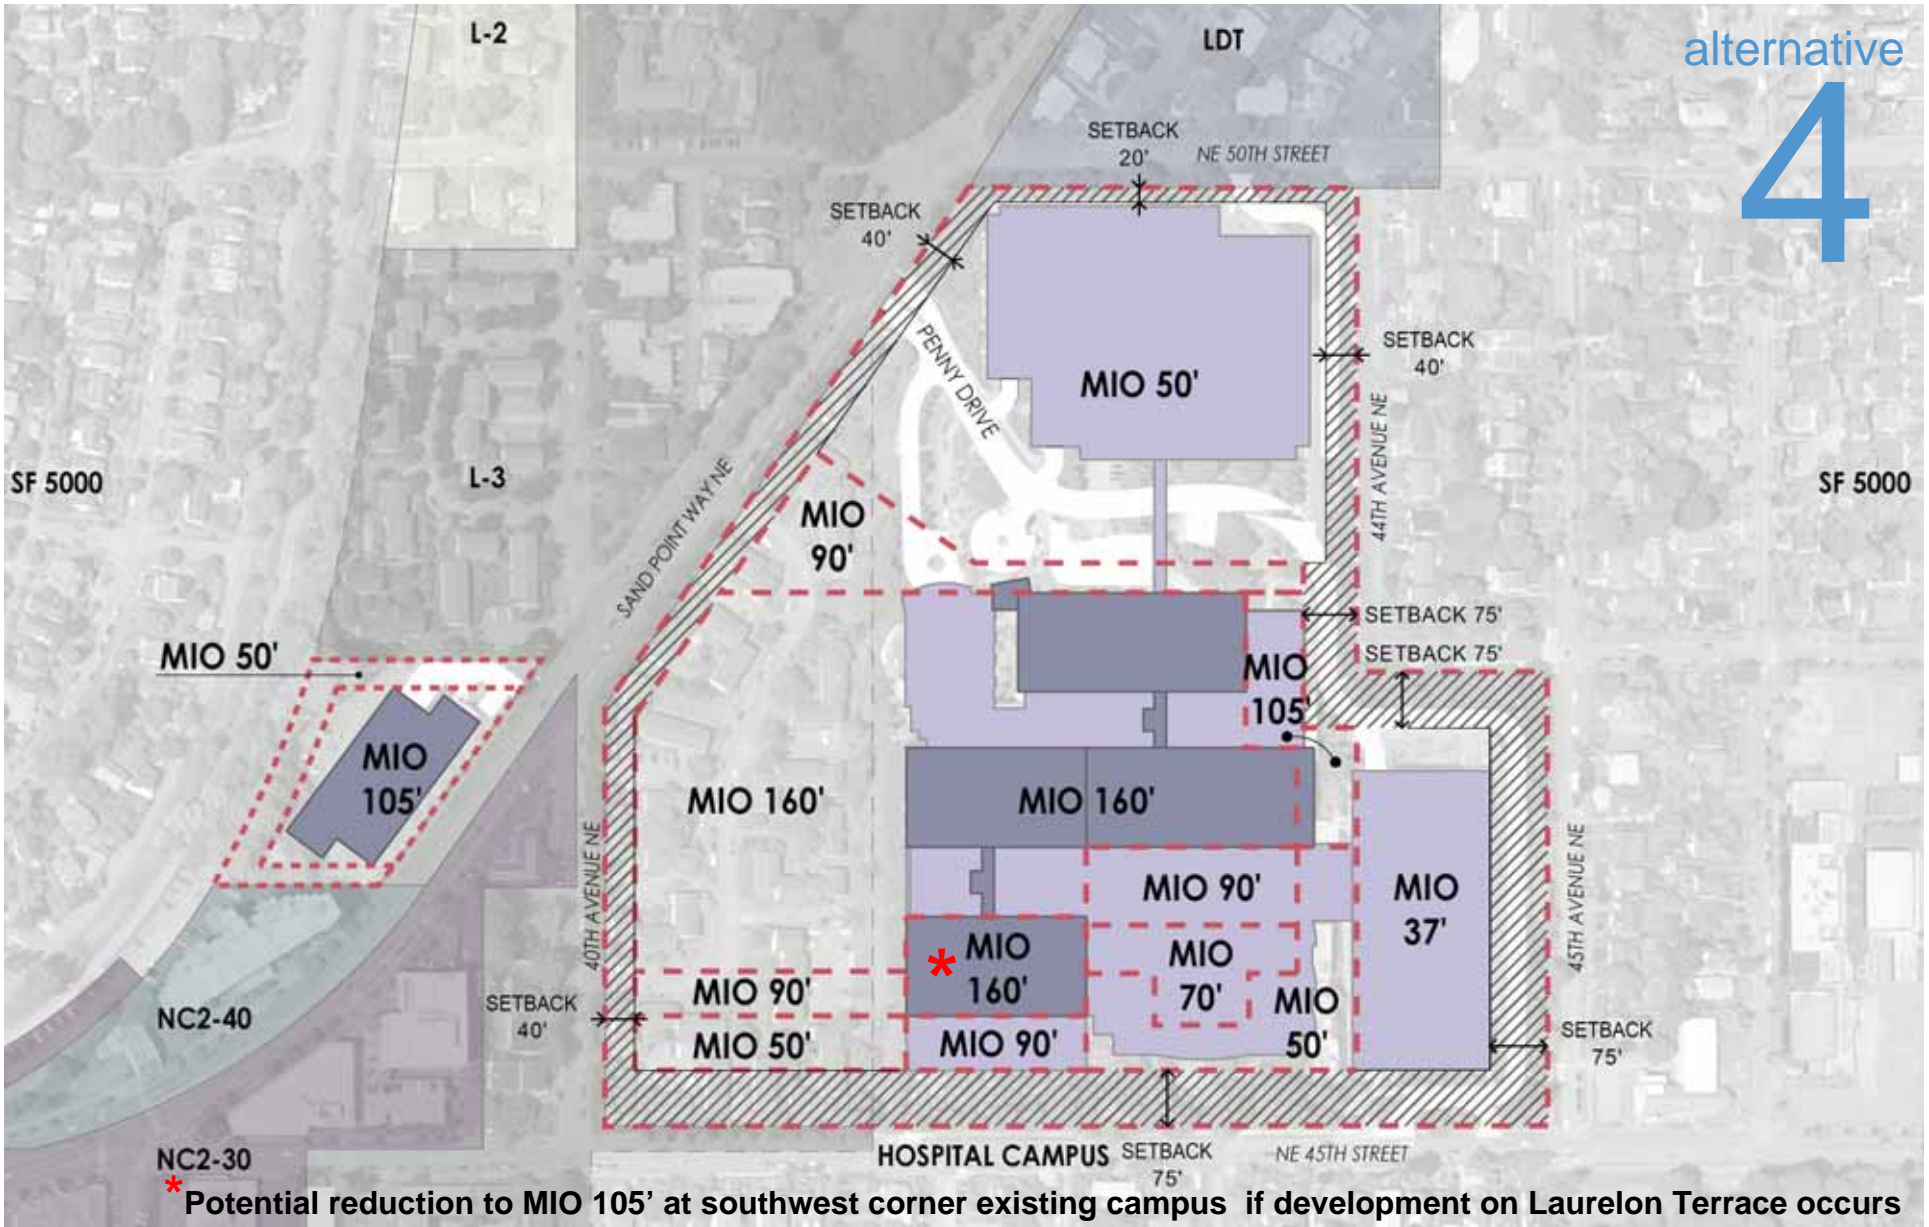 L-2
LDT
alternative
4
SETBACK
20'
NE 50TH STREET
SETBACK
40'
PENNY DRIVE
MIO 50'
SETBACK
40'
44TH AVENUE NE
SF 5000
L-3
SAND POINT WAY NE
MIO
90'
SF 5000
SETBACK 75'
SETBACK 75'
MIO 50'
MIO
105'
MIO
105'
MIO 160'
MIO 160'
40TH AVENUE NE
MIO 90'
MIO
37'
45TH AVENUE NE
*
MIO
160'
MIO
70'
MIO
50'
MIO 90'
MIO 50'
MIO 90'
SETBACK
40'
NC2-40
SETBACK
75'
NC2-30
HOSPITAL CAMPUS
SETBACK
75'
NE 45TH STREET
*Potential reduction to MIO 105’ at southwest corner existing campus if development on Laurelon Terrace occurs